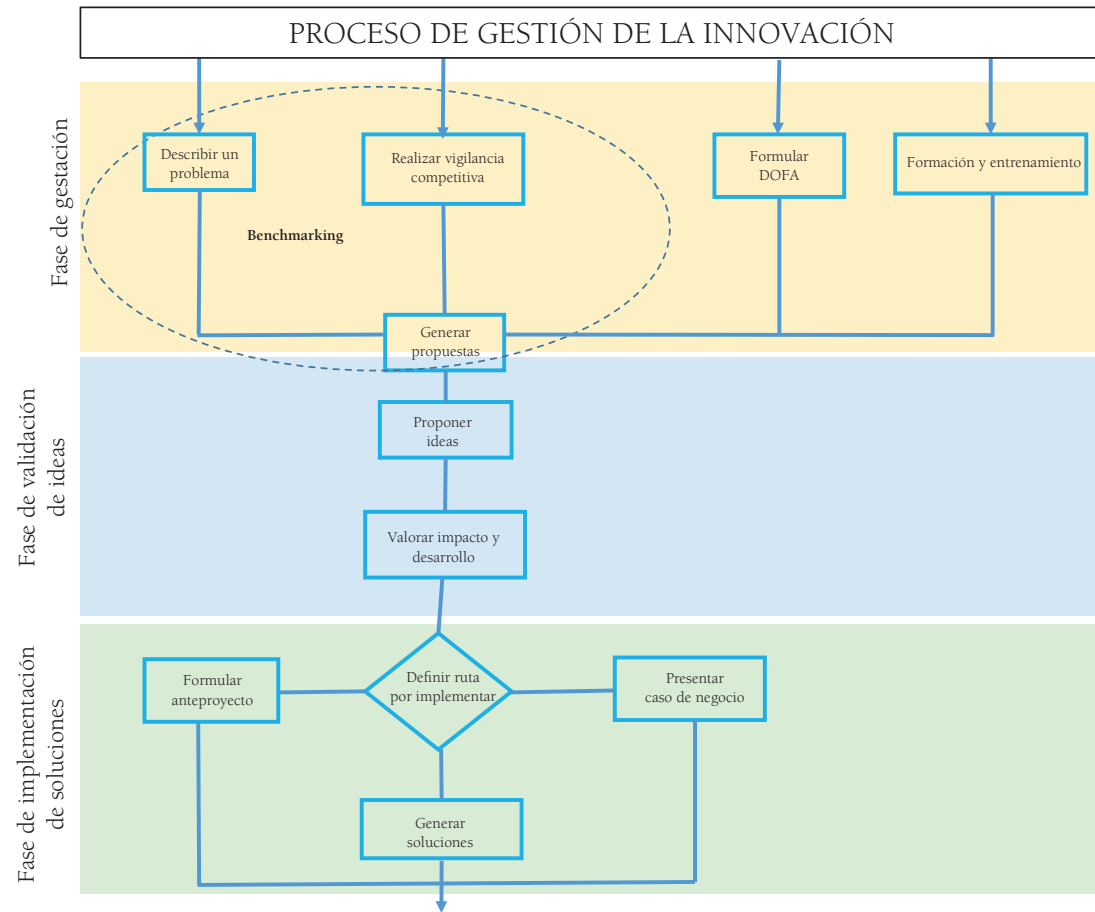 PROCESO DE GESTIÓN DE LA INNOVACIÓN
Fase de gestación
Describir un
problema
Realizar vigilancia
competitiva
Formular
DOFA
Formación y entrenamiento
Benchmarking
Generar
propuestas
Fase de validación
de ideas
Proponer
ideas
Valorar impacto y
desarrollo
Fase de implementación
de soluciones
Formular
anteproyecto
Definir ruta
por implementar
Presentar
caso de negocio
Generar
soluciones